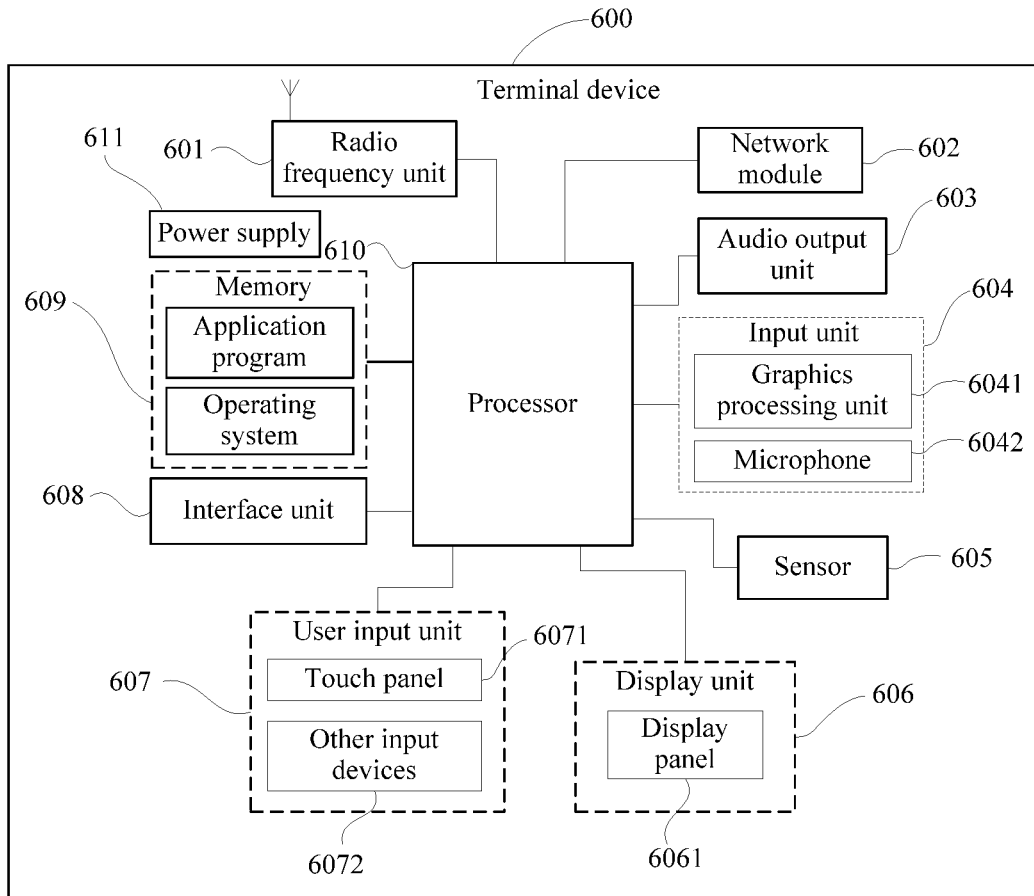 600
Terminal device
611
601
Radio
frequency unit
Network
module
602
603
Power supply
610
Audio output
unit
609
Memory
Application
program
Operating
system
Processor
604
Input unit
Graphics
processing unit
6041
6042
Microphone
608
Interface unit
Sensor
605
User input unit
6071
607
Touch panel
Other input
devices
6072
Display unit
606
Display
panel
6061